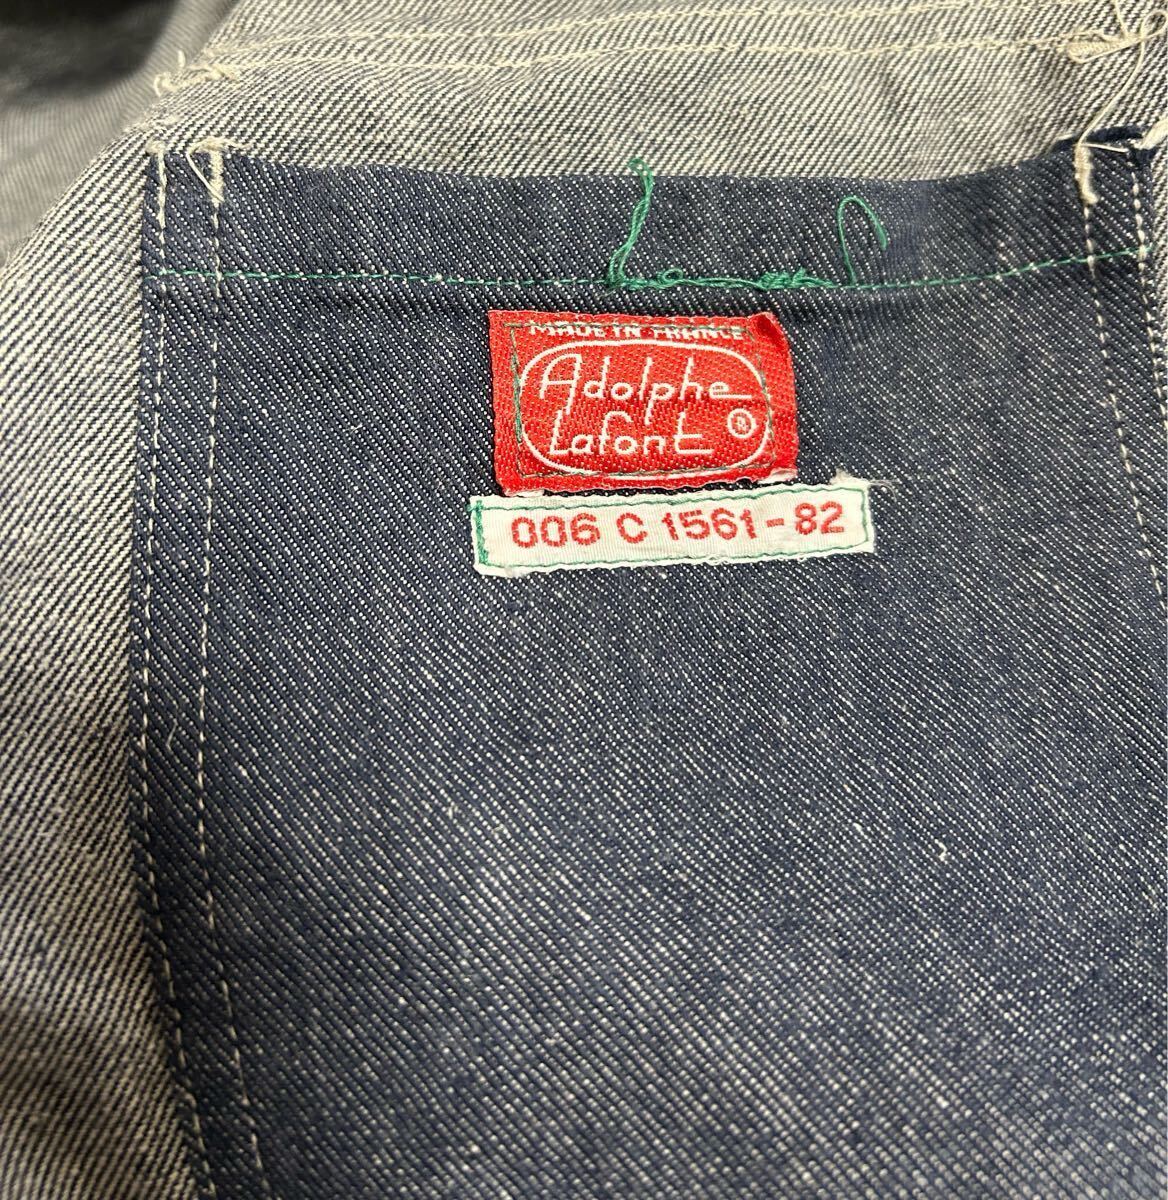 MADE IN FRANCE
Adolphe
Lafont ®
006 C 1561-82